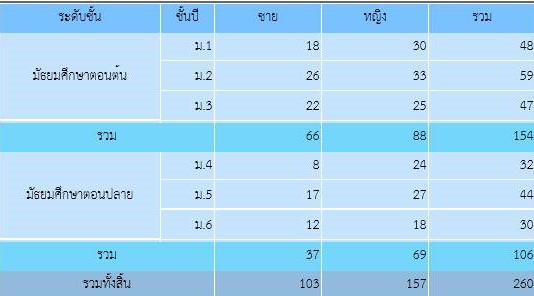 ระดับชั้น ชั้นปี ชาย หญิง รวม
ม.1 18 30 48
มัธยมศึกษาตอนต้น ม.2 26 33 59
ม.3 22 25 47
รวม 66 88 154
ม.4 8 24 32
มัธยมศึกษาตอนปลาย ม.5 17 27 44
ม.6 12 18 30
รวม 37 69 106
รวมทั้งสิ้น 103 157 260